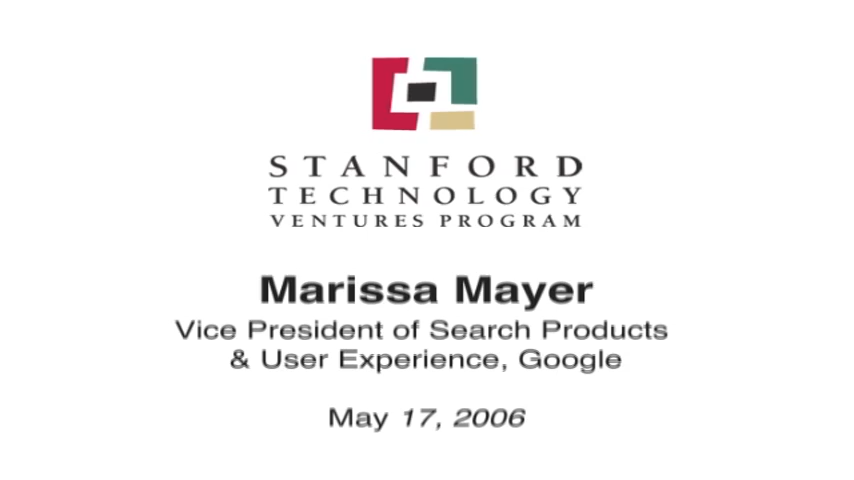 STANFORD
TECHNOLOGY
VENTURES PROGRAM
Marissa Mayer
Vice President of Search Products
& User Experience, Google
May 17, 2006